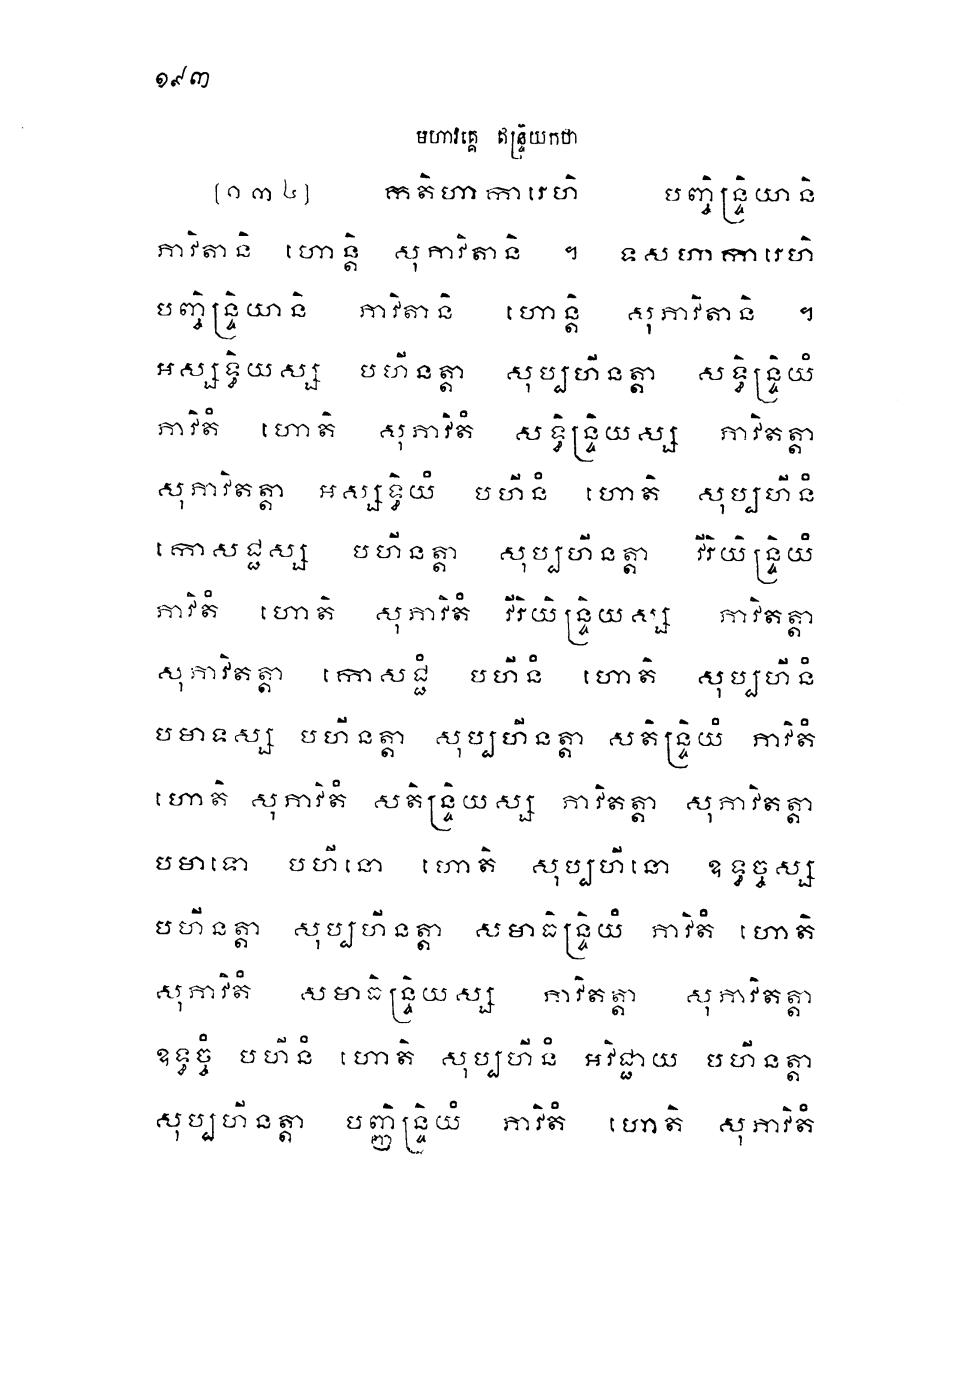 ១៩៣
មហាវគ្គេ ឥន្ទ្រិយកថា
[១៣៤] កតិហាការេហិ បញ្ចិន្ទ្រិយានិ
ភាវិតានិ ហោន្តិ សុភាវិតានិ ។ ទសហាការេហិ
បញ្ចិន្ទ្រិយានិ ភាវិតានិ ហោន្តិ សុភាវិតានិ ។
អស្សទ្ធិយស្ស បហីនត្តា សុប្បហីនត្តា សទ្ធិន្ទ្រិយំ
ភាវិតំ ហោតិ សុភាវិតំ សទ្ធិន្ទ្រិយស្ស ភាវិតត្តា
សុភាវិតត្តា អស្សទ្ធិយំ បហីនំ ហោតិ សុប្បហីនំ
កោសជ្ជស្ស បហីនត្តា សុប្បហីនត្តា វីរិយិន្ទ្រិយំ
ភាវិតំ ហោតិ សុភាវិតំ វីរិយិន្ទ្រិយស្ស ភាវិតត្តា
សុភាវិតត្តា កោសជ្ជំ បហីនំ ហោតិ សុប្បហីនំ
បមាទស្ស បហីនត្តា សុប្បហីនត្តា សតិន្ទ្រិយំ ភាវិតំ
ហោតិ សុភាវិតំ សតិន្ទ្រិយស្ស ភាវិតត្តា សុភាវិតត្តា
បមាទោ បហីនោ ហោតិ សុប្បហីនោ ឧទ្ធច្ចស្ស
បហីនត្តា សុប្បហីនត្តា សមាធិន្ទ្រិយំ ភាវិតំ ហោតិ
សុភាវិតំ សមាធិន្ទ្រិយស្ស ភាវិតត្តា សុភាវិតត្តា
ឧទ្ធច្ចំ បហីនំ ហោតិ សុប្បហីនំ អវិជ្ជាយ បហីនត្តា
សុប្បហីនត្តា បញ្ញិន្ទ្រិយំ ភាវិតំ ហោតិ សុភាវិតំ